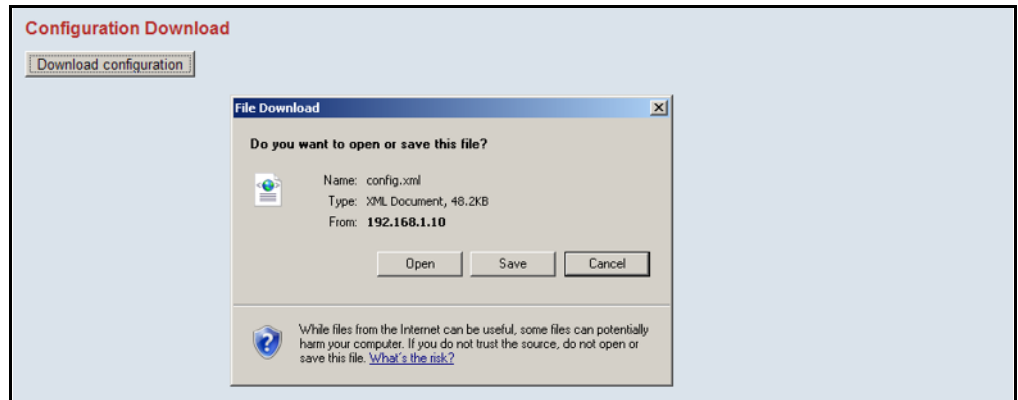 Configuration Download
Download configuration
File Download
Do you want to open or save this file?
Name: config.xml
Type: XML Document, 48.2KB
From: 192.168.1.10
Open Save Cancel
While files from the Internet can be useful, some files can potentially
harm your computer. If you do not trust the source, do not open or
save this file. What's the risk?